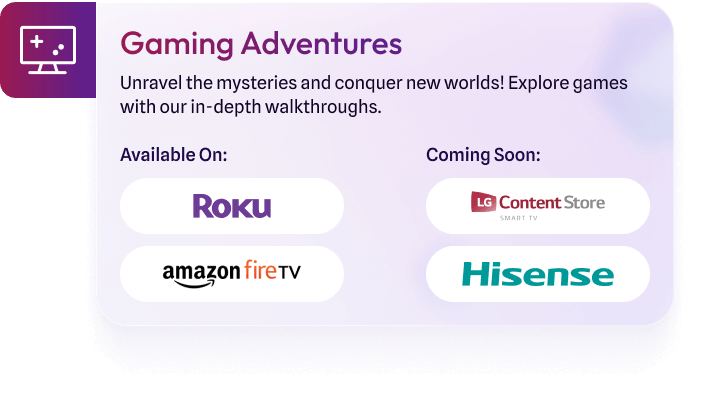 Gaming Adventures
Unravel the mysteries and conquer new worlds! Explore games
with our in-depth walkthroughs.
Available On:
Coming Soon:
Roku
LG Content Store
SMART TV
amazon fireTV
Hisense